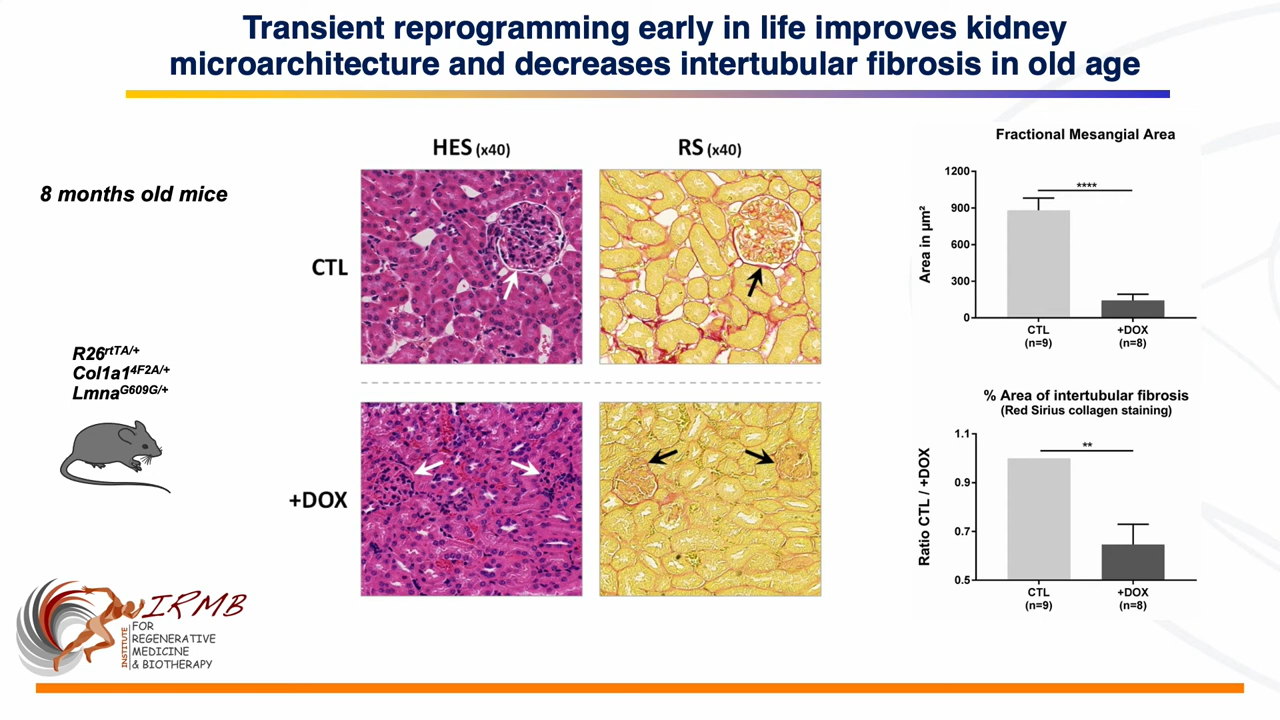 Transient reprogramming early in life improves kidney
microarchitecture and decreases intertubular fibrosis in old age
8 months old mice
R26rtTA/+
Col1a14F2A/+
LmnaG609G/+
HES (x40)
RS (x40)
CTL
+DOX
Fractional Mesangial Area
Area in µm²
1200
900
600
300
0
****
CTL
(n=9)
+DOX
(n=8)
% Area of intertubular fibrosis
(Red Sirius collagen staining)
Ratio CTL / +DOX
1.1
0.9
0.7
0.5
**
CTL
(n=9)
+DOX
(n=8)
IRMB
INSTITUTE
FOR
REGENERATIVE
MEDICINE
& BIOTHERAPY